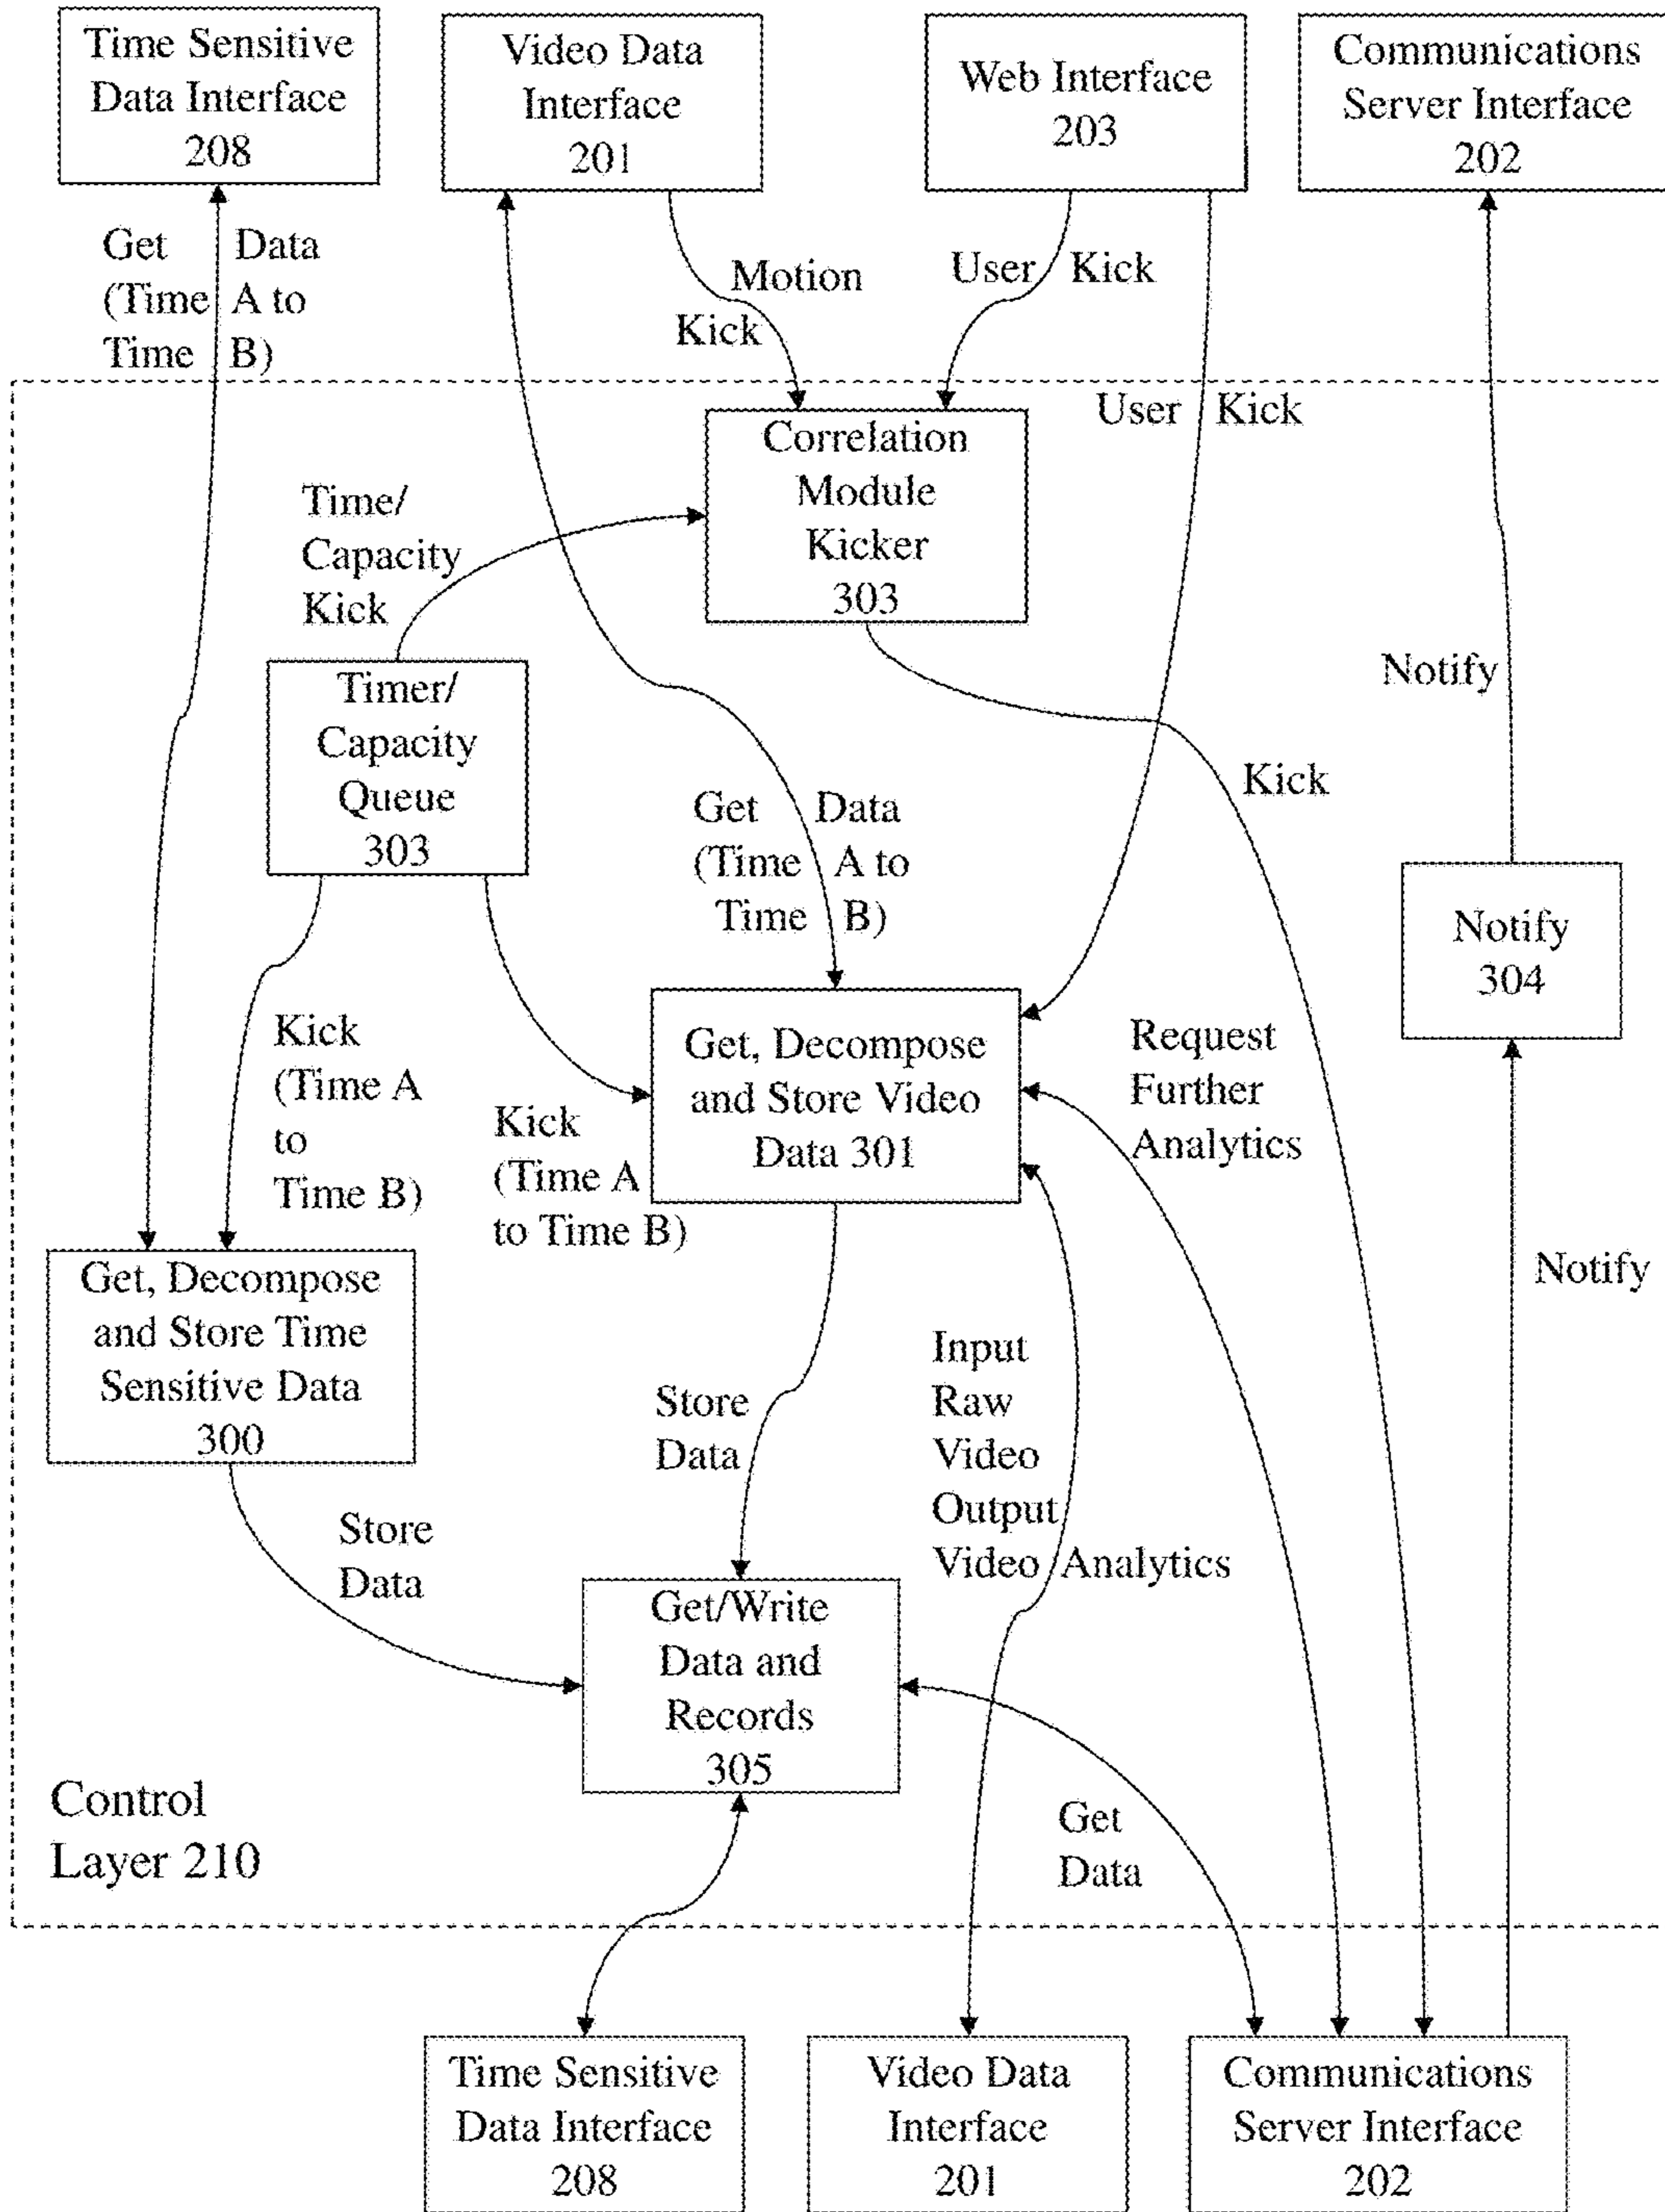 Time Sensitive
Data Interface
208
Video Data
Interface
201
Web Interface
203
Communications
Server Interface
202
Get Data
(Time A to
Time B)
Motion
Kick
User Kick
User Kick
Correlation
Module
Kicker
303
Time/
Capacity
Kick
Timer/
Capacity
Queue
303
Notify
Kick
Get Data
(Time A to
Time B)
Notify
304
Kick
(Time A
to
Time B)
Kick
(Time A
to Time B)
Get, Decompose
and Store Video
Data 301
Request
Further
Analytics
Notify
Get, Decompose
and Store Time
Sensitive Data
300
Store
Data
Store
Data
Input
Raw
Video
Output
Video Analytics
Get/Write
Data and
Records
305
Get
Data
Control
Layer 210
Time Sensitive
Data Interface
208
Video Data
Interface
201
Communications
Server Interface
202